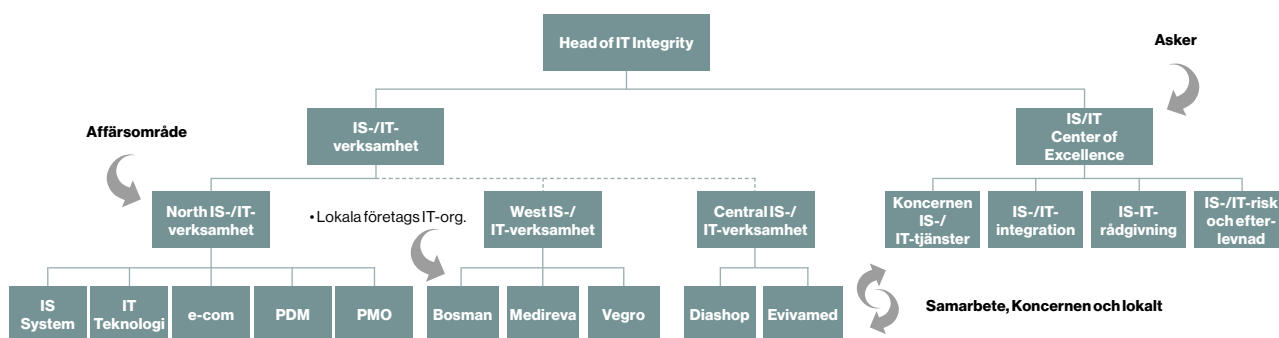 Head of IT Integrity
Asker
IS-/IT-
verksamhet
IS/IT
Center of
Excellence
Affärsområde
North IS-/IT-
verksamhet
• Lokala företags IT-org.
West IS-/
IT-verksamhet
Central IS-/
IT-verksamhet
Koncernen
IS-/
IT-tjänster
IS-/IT-
integration
IS-IT-
rådgivning
IS-/IT-risk
och efter-
levnad
IS
System
IT
Teknologi
e-com
PDM
PMO
Bosman
Medireva
Vegro
Diashop
Evivamed
Samarbete, Koncernen och lokalt